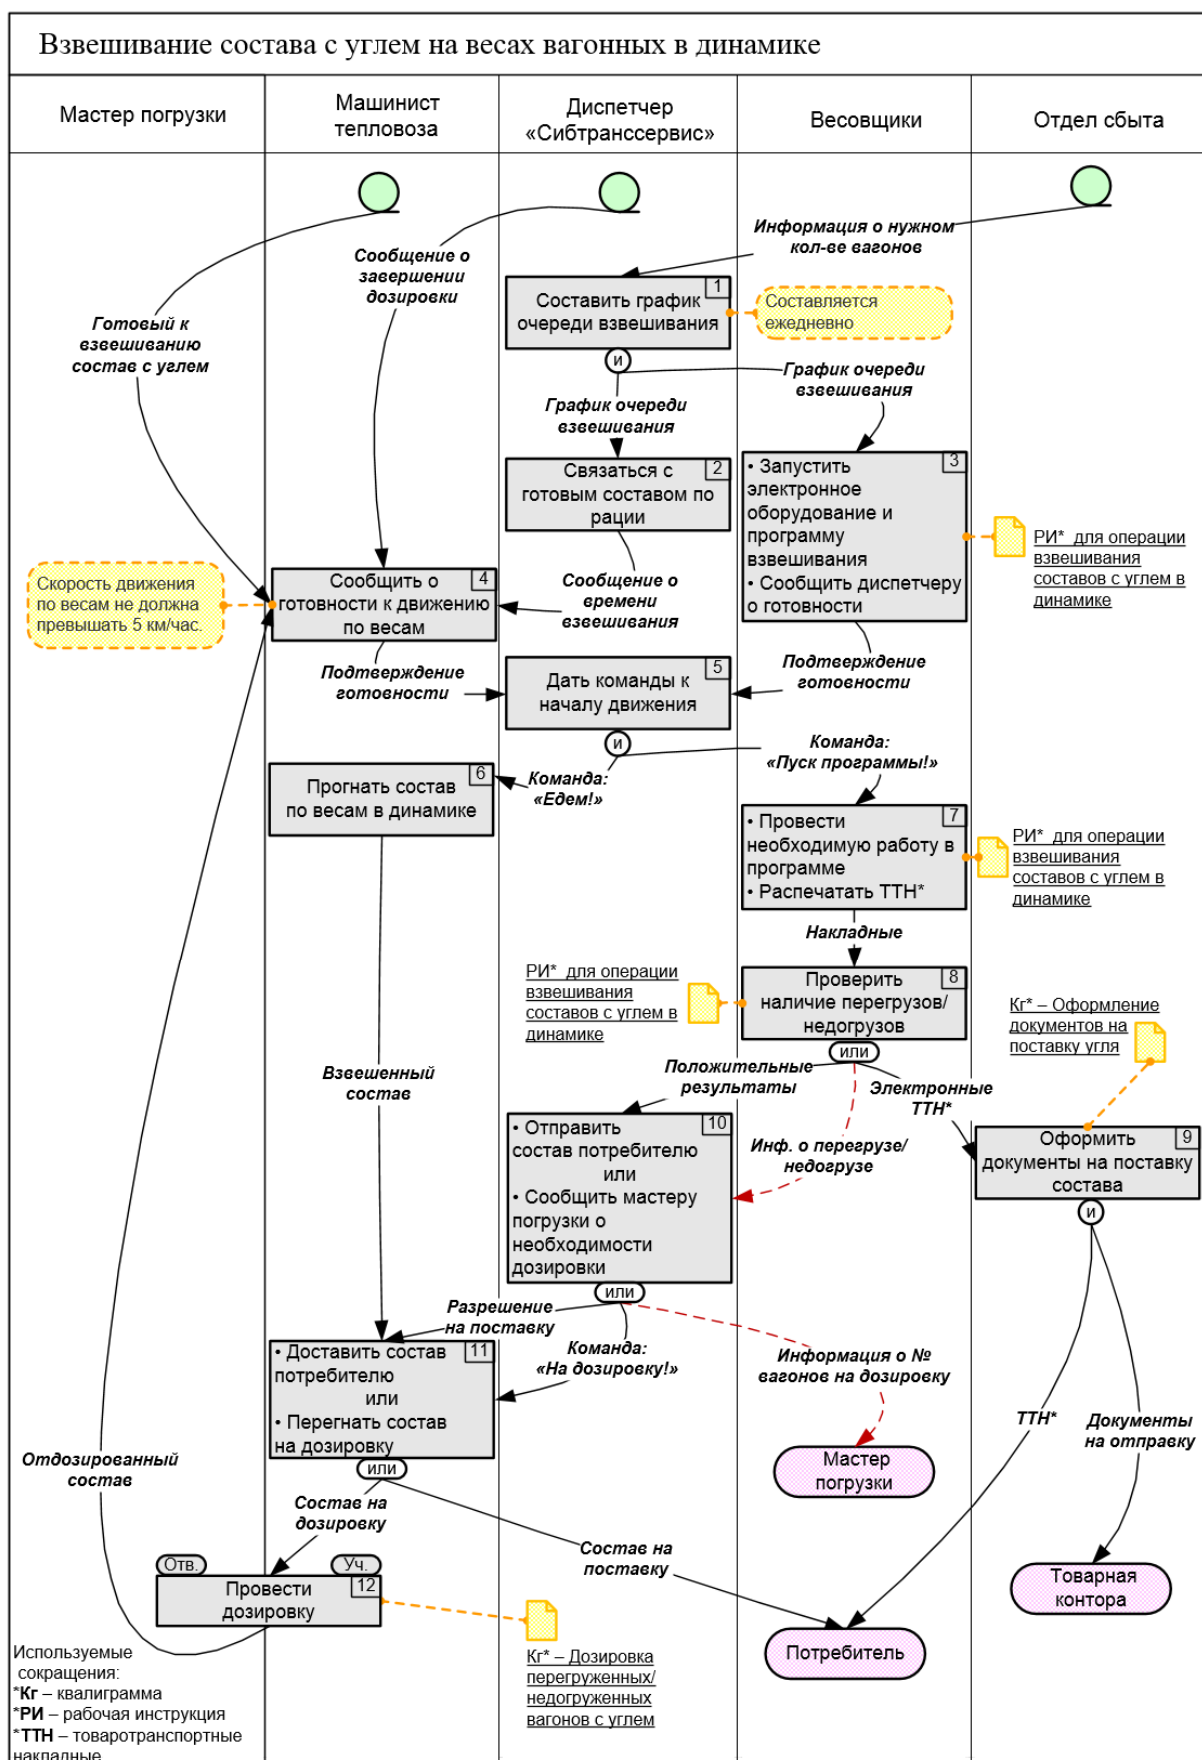 Взвешивание состава с углем на весах вагонных в динамике
Мастер погрузки
Машинист
тепловоза
Диспетчер
«Сибтранссервис»
Весовщики
Отдел сбыта
Информация о нужном
кол-ве вагонов
Сообщение о
завершении
дозировки
Готовый к
взвешиванию
состав с углем
1
Составить график
очереди взвешивания
Составляется
ежедневно
и
График очереди
взвешивания
График очереди
взвешивания
2
Связаться с
готовым составом по
рации
3
• Запустить
электронное
оборудование и
программу
взвешивания
• Сообщить диспетчеру
о готовности
РИ* для операции
взвешивания
составов с углем в
динамике
Скорость движения
по весам не должна
превышать 5 км/час.
4
Сообщить о
готовности к движению
по весам
Сообщение о
времени
взвешивания
Подтверждение
готовности
5
Дать команды к
началу движения
Подтверждение
готовности
и
Команда:
«Пуск программы!»
Команда:
«Едем!»
6
Прогнать состав
по весам в динамике
7
• Провести
необходимую работу в
программе
• Распечатать ТТН*
РИ* для операции
взвешивания
составов с углем в
динамике
Накладные
РИ* для операции
взвешивания
составов с углем в
динамике
8
Проверить
наличие перегрузов/
недогрузов
Кг* – Оформление
документов на
поставку угля
или
Взвешенный
состав
Положительные
результаты
Электронные
ТТН*
10
• Отправить
состав потребителю
или
• Сообщить мастеру
погрузки о
необходимости
дозировки
Инф. о перегрузе/
недогрузе
9
Оформить
документы на поставку
состава
и
или
Разрешение
на поставку
Команда:
«На дозировку!»
11
• Доставить состав
потребителю
или
• Перегнать состав
на дозировку
Информация о №
вагонов на дозировку
ТТН*
Документы
на отправку
Отдозированный
состав
или
Мастер
погрузки
Состав на
дозировку
Состав на
поставку
Отв.
Уч.
12
Провести
дозировку
Товарная
контора
Потребитель
Кг* – Дозировка
перегруженных/
недогруженных
вагонов с углем
Используемые
сокращения:
*Кг – квалиграмма
*РИ – рабочая инструкция
*ТТН – товаротранспортные
накладные